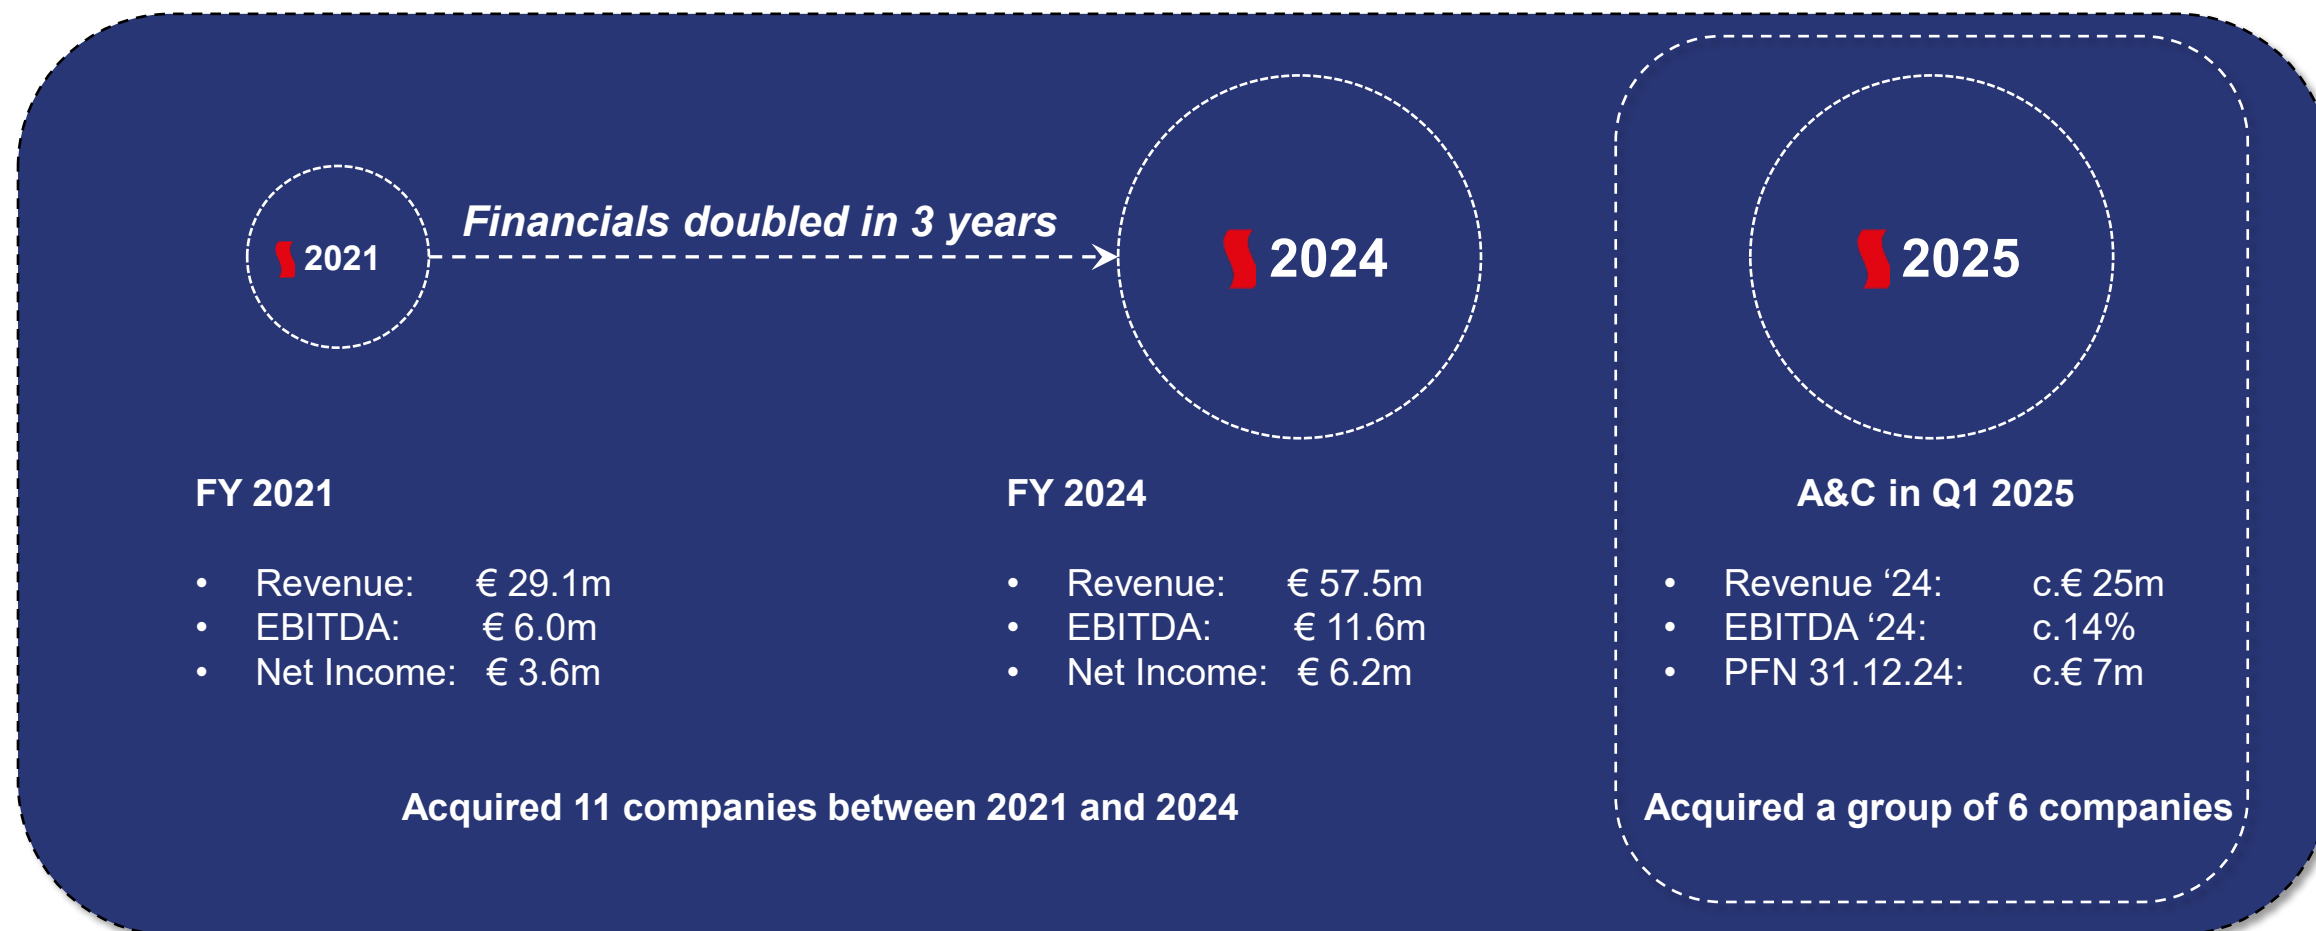 Financials doubled in 3 years
2021
2024
2025
FY 2021
• Revenue: € 29.1m
• EBITDA: € 6.0m
• Net Income: € 3.6m
FY 2024
• Revenue: € 57.5m
• EBITDA: € 11.6m
• Net Income: € 6.2m
Acquired 11 companies between 2021 and 2024
A&C in Q1 2025
• Revenue ‘24: c.€ 25m
• EBITDA ‘24: c.14%
• PFN 31.12.24: c.€ 7m
Acquired a group of 6 companies